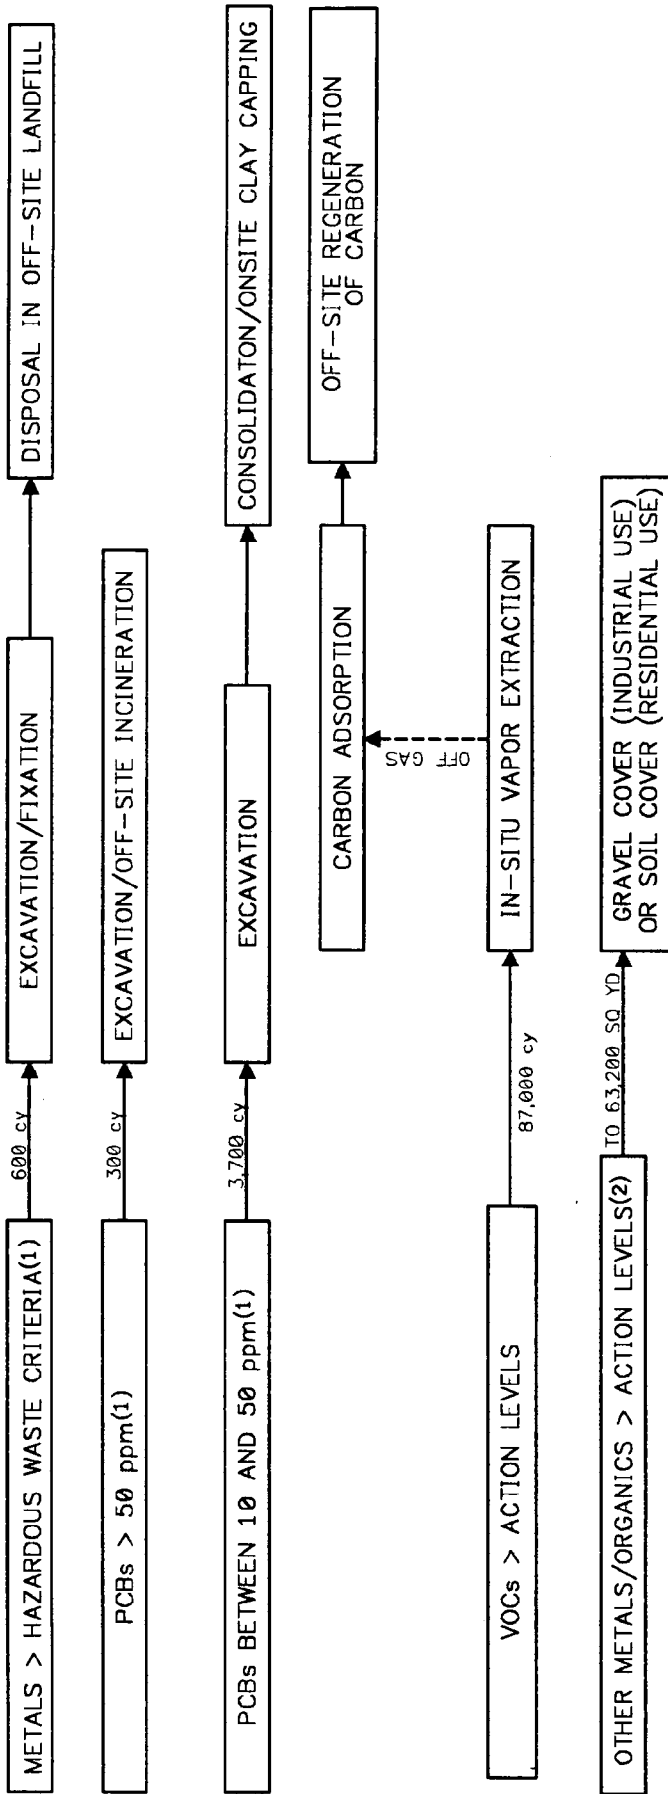 METALS > HAZARDOUS WASTE CRITERIA(1)
600 cy
EXCAVATION/FIXATION
DISPOSAL IN OFF-SITE LANDFILL
PCBs > 50 ppm(1)
300 cy
EXCAVATION/OFF-SITE INCINERATION
PCBs BETWEEN 10 AND 50 ppm(1)
3,700 cy
EXCAVATION
CONSOLIDATON/ONSITE CLAY CAPPING
CARBON ADSORPTION
OFF-SITE REGENERATION
OF CARBON
OFF GAS
VOCs > ACTION LEVELS
87,000 cy
IN-SITU VAPOR EXTRACTION
OTHER METALS/ORGANICS > ACTION LEVELS(2)
TO 63,200 SQ YD
GRAVEL COVER (INDUSTRIAL USE)
OR SOIL COVER (RESIDENTIAL USE)